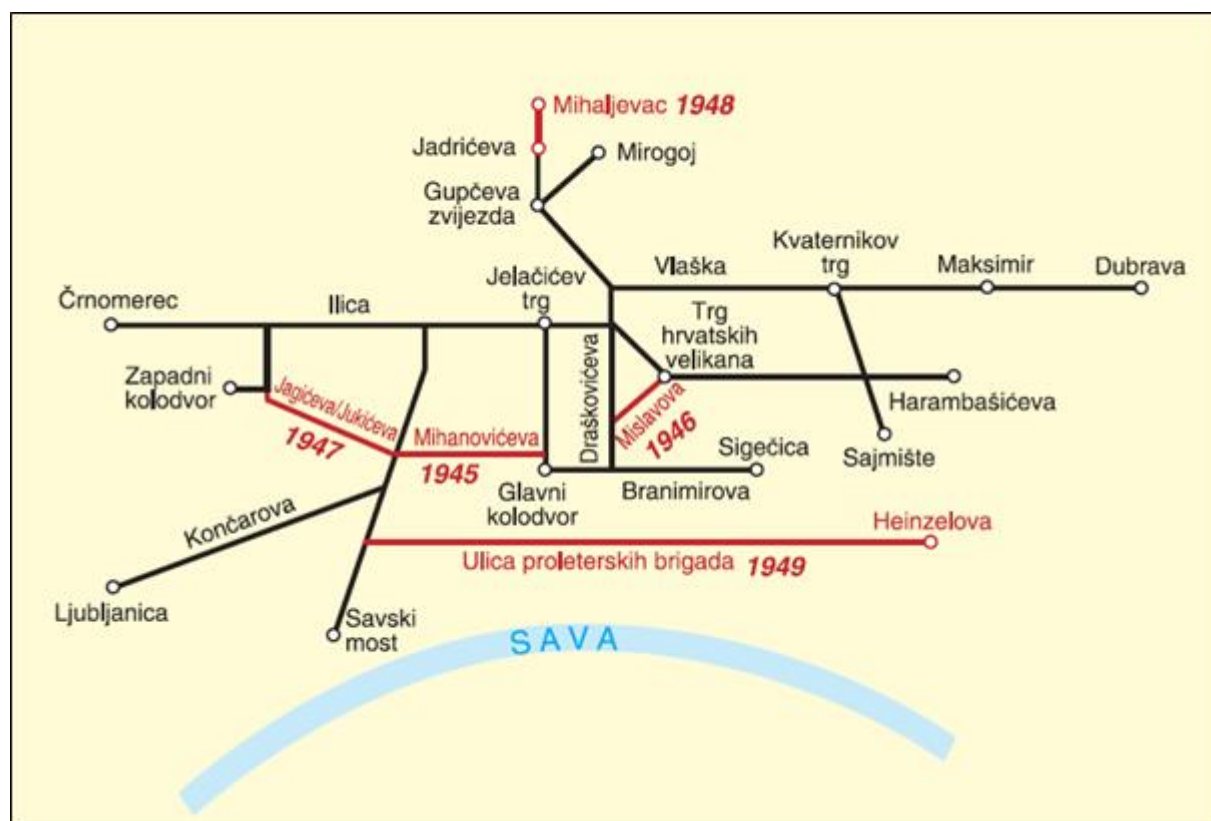 Mihaljevac 1948
Jadrićeva
Mirogoj
Gupčeva
zvijezda
Kvaternikov
trg
Vlaška
Maksimir
Dubrava
Jelačićev
trg
Črnomerec
Ilica
Trg
hrvatskih
velikana
Draškovićeva
Zapadni
kolodvor
Jagićeva/Jukićeva
1947
Mihanovićeva
1945
Mislavova
1946
Harambašićeva
Sigečica
Sajmište
Glavni
kolodvor
Branimirova
Končarova
Heinzelova
Ulica proleterskih brigada 1949
Ljubljanica
Savski
most
SAVA